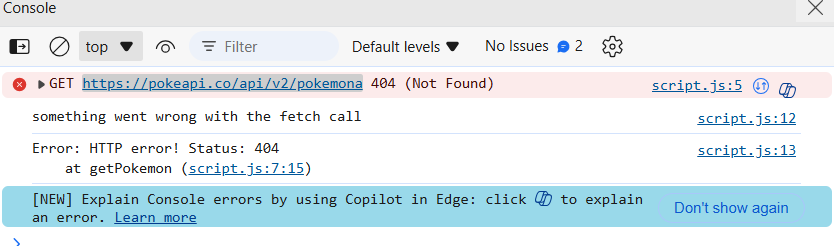 Console
top Filter Default levels No Issues 2
GET https://pokeapi.co/api/v2/pokemona 404 (Not Found) script.js:5
something went wrong with the fetch call script.js:12
Error: HTTP error! Status: 404 script.js:13
at getPokemon (script.js:7:15)
[NEW] Explain Console errors by using Copilot in Edge: click to explain
an error. Learn more Don't show again